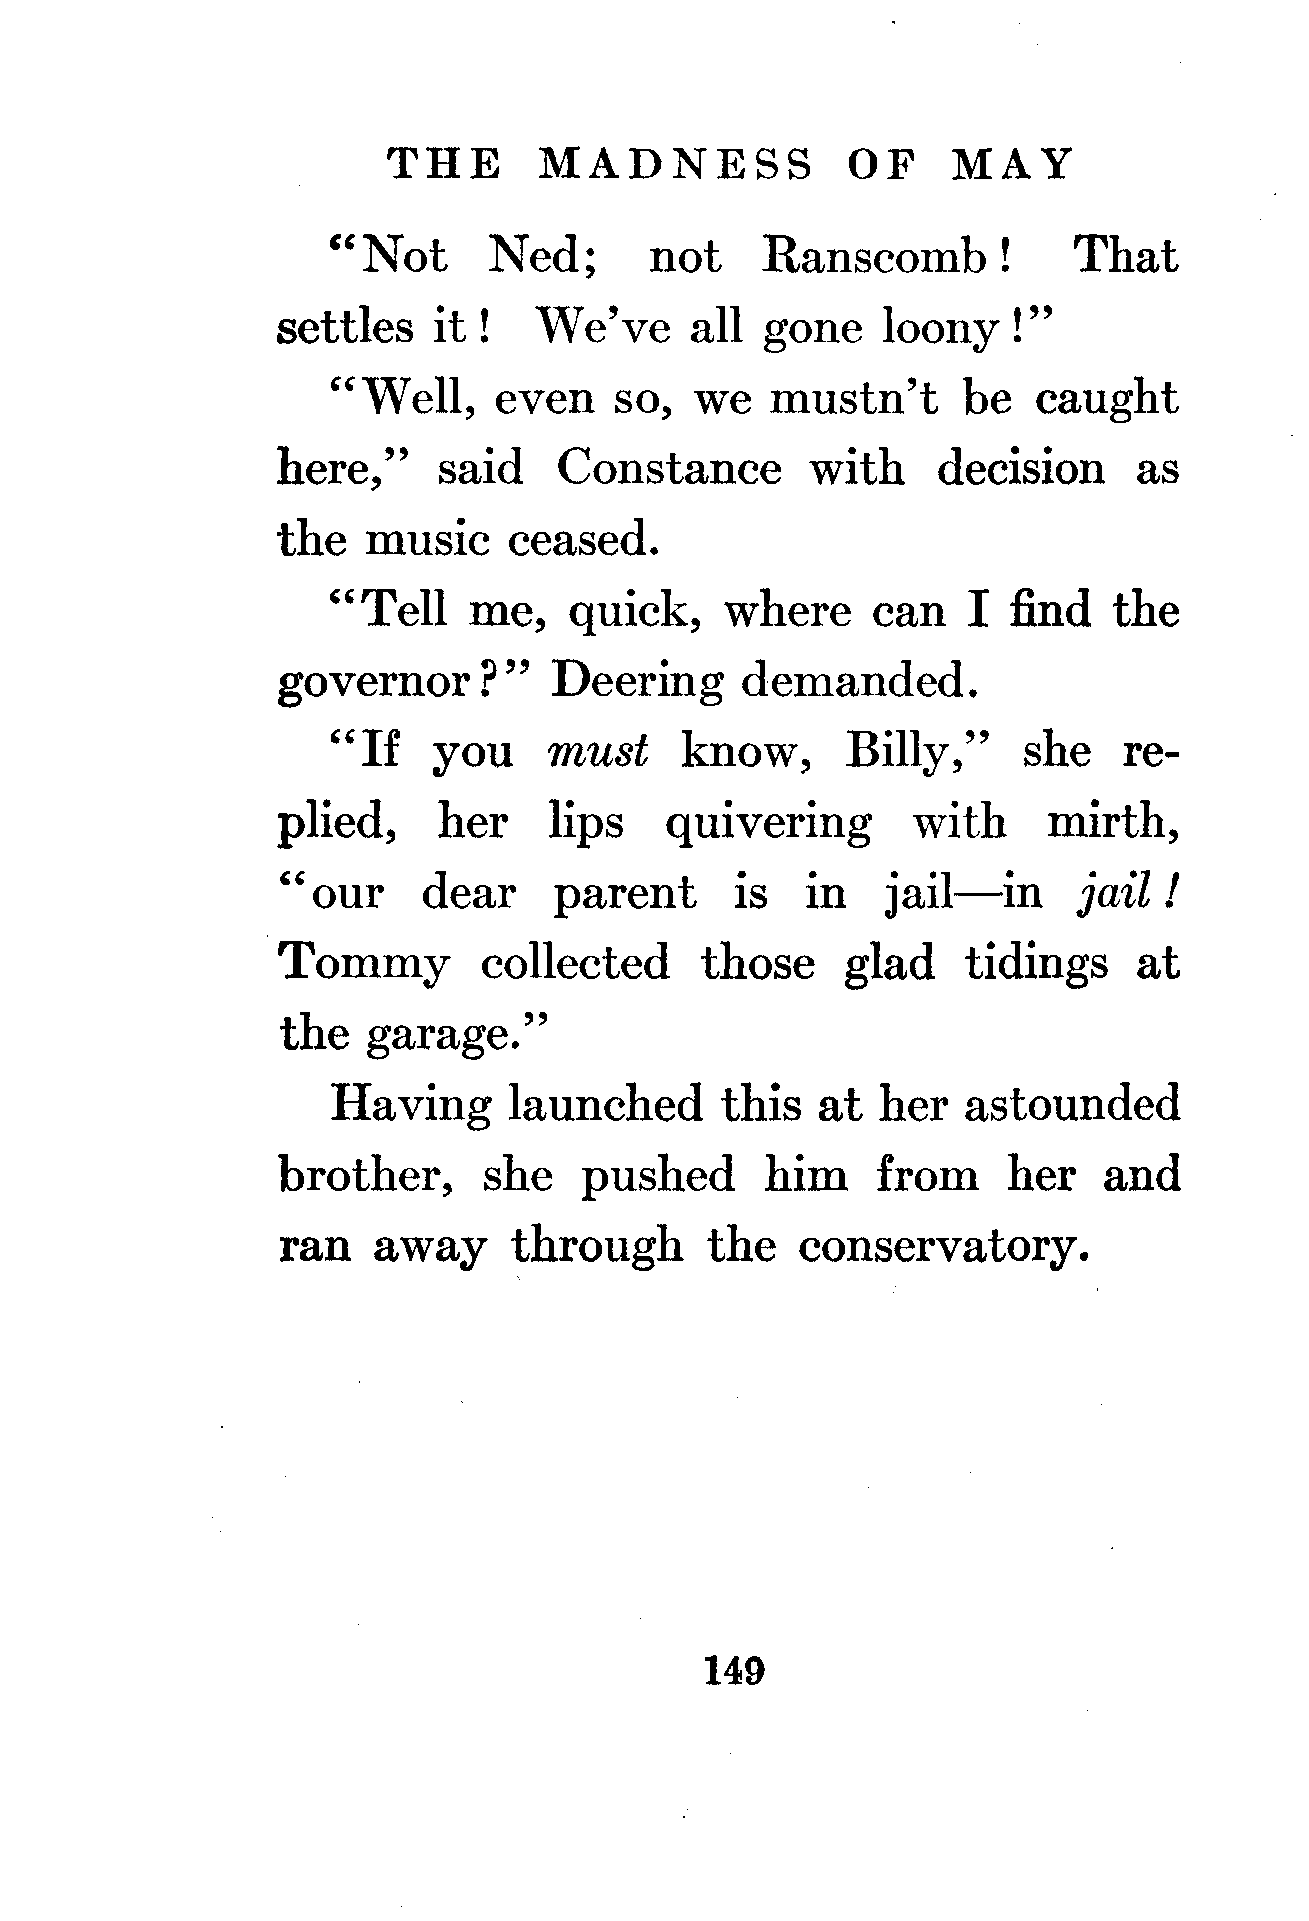 THE MADNESS OF MAY
“Not Ned; not Ranscomb! That
settles it! We’ve all gone loony!”
“Well, even so, we mustn’t be caught
here,” said Constance with decision as
the music ceased.
“Tell me, quick, where can I find the
governor?” Deering demanded.
“If you must know, Billy,” she re-
plied, her lips quivering with mirth,
“our dear parent is in jail—in jail!
Tommy collected those glad tidings at
the garage.”
Having launched this at her astounded
brother, she pushed him from her and
ran away through the conservatory.
149